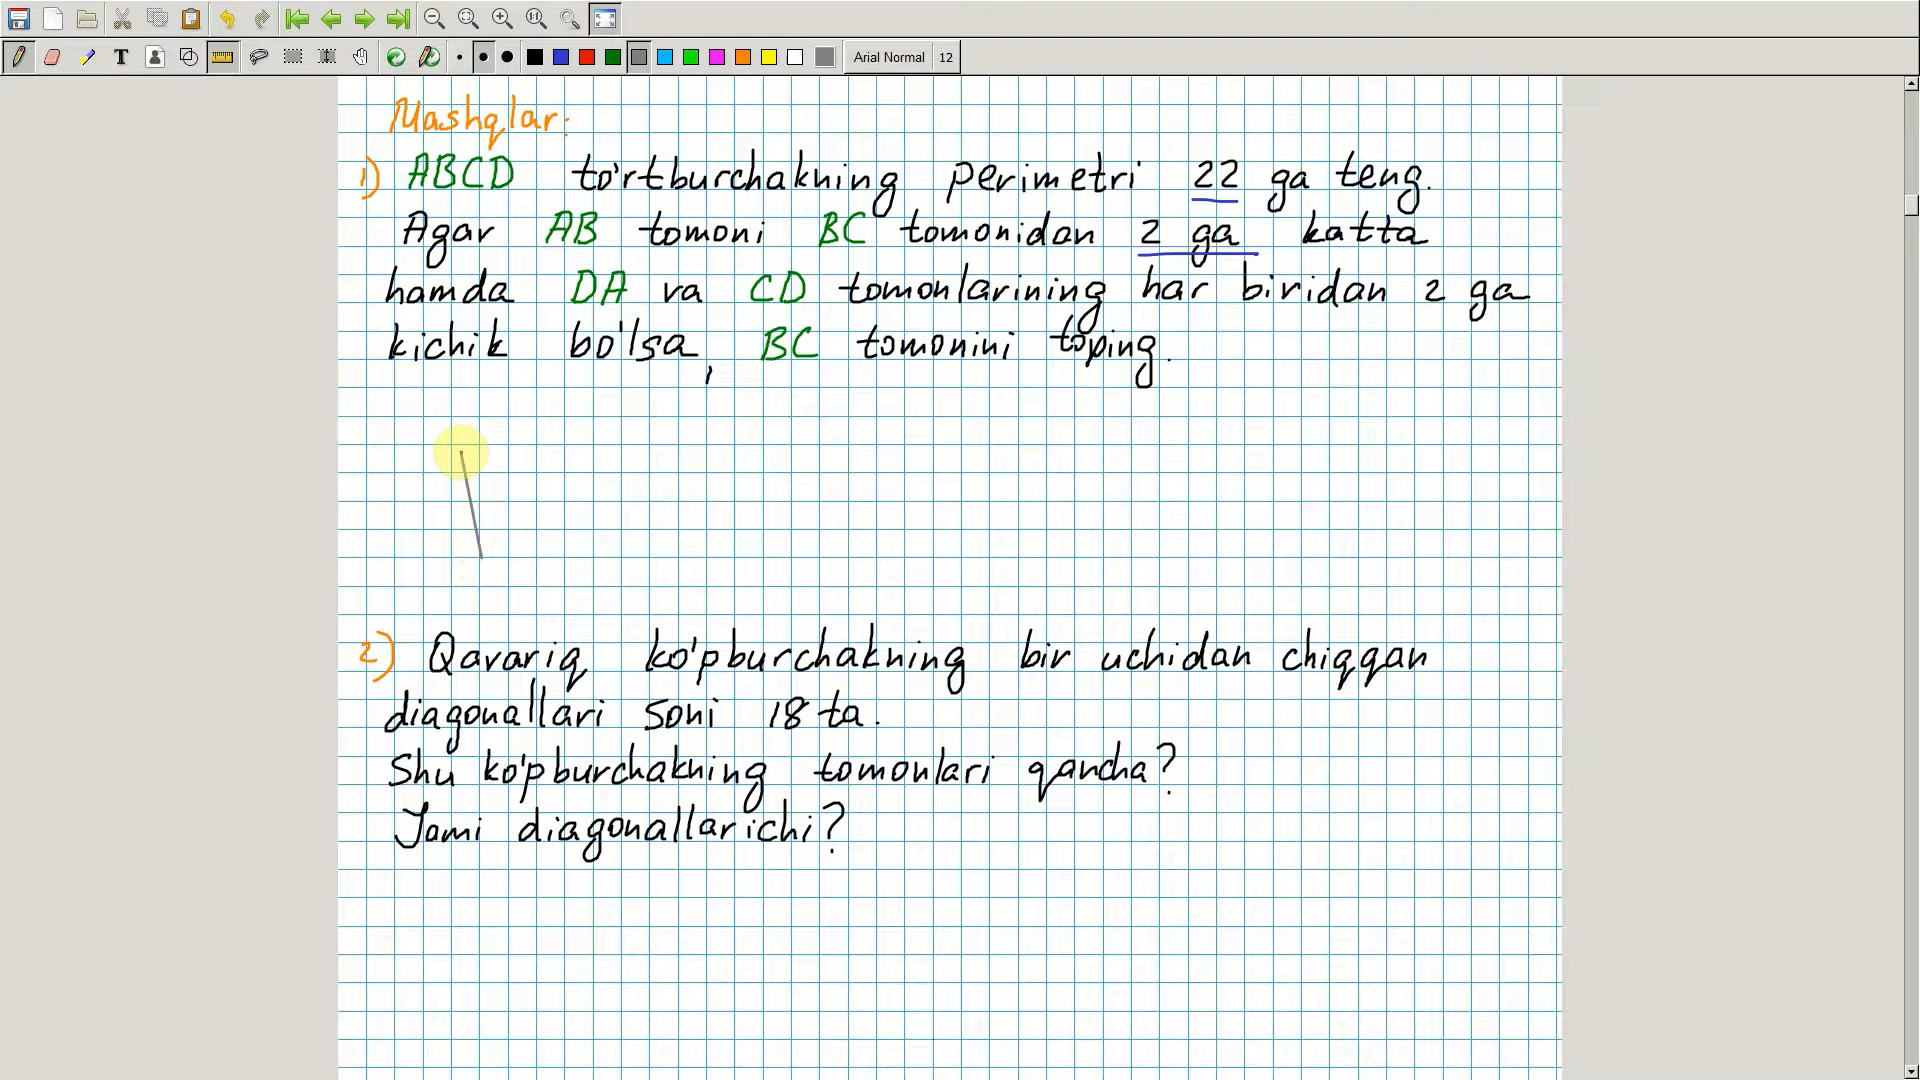 Arial Normal 12
Mashqlar:
1) ABCD to'rtburchakning perimetri 22 ga teng.
Agar AB tomoni BC tomonidan 2 ga katta
hamda DA va CD tomonlarining har biridan 2 ga
kichik bo'lsa, BC tomonini toping.
2) Qavariq ko'pburchakning bir uchidan chiqqan
diagonallari soni 18 ta.
Shu ko'pburchakning tomonlari qancha?
Jami diagonallarichi?